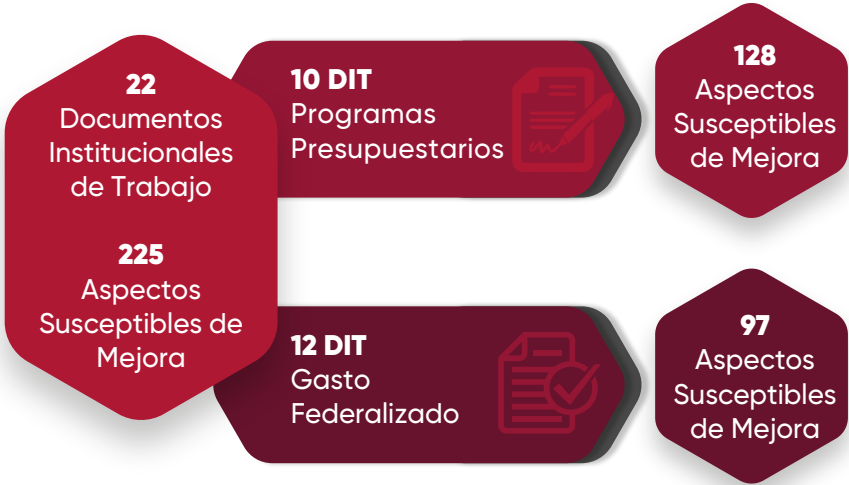 22
Documentos
Institucionales
de Trabajo
225
Aspectos
Susceptibles de
Mejora
10 DIT
Programas
Presupuestarios
128
Aspectos
Susceptibles
de Mejora
12 DIT
Gasto
Federalizado
97
Aspectos
Susceptibles
de Mejora